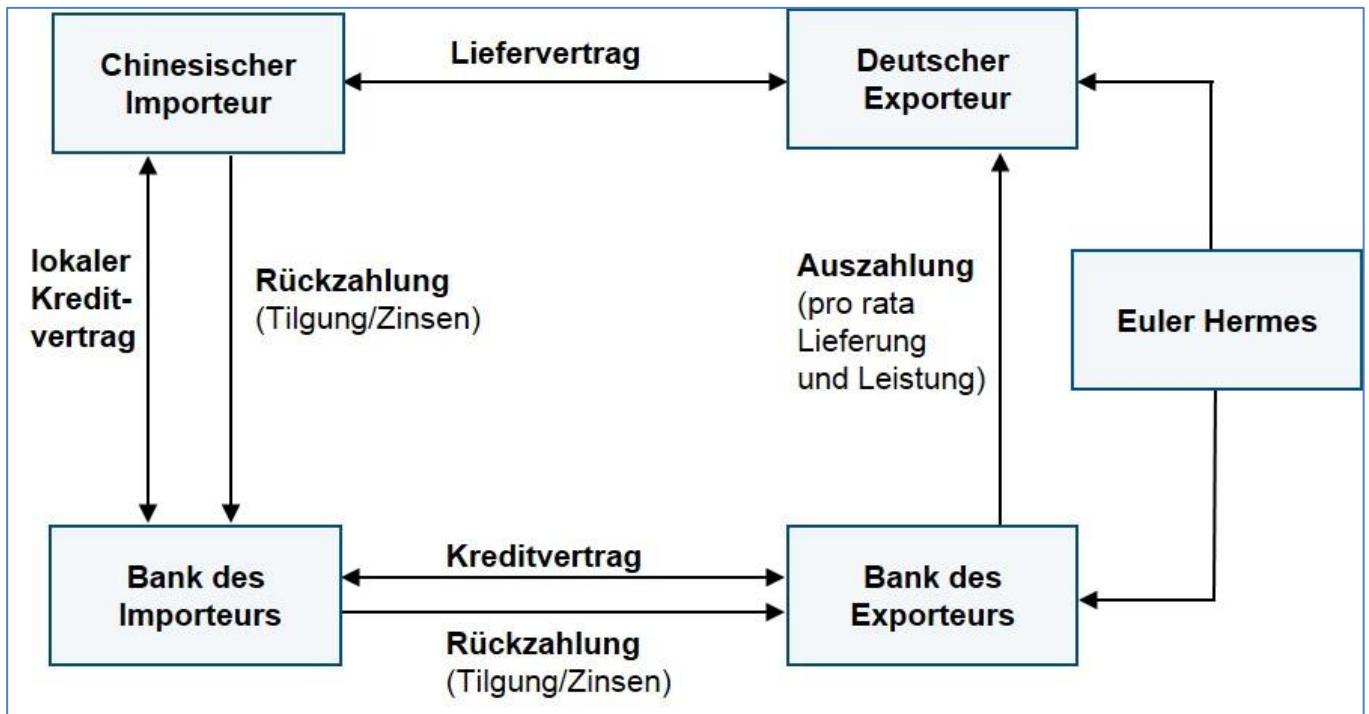 Chinesischer
Importeur
Liefervertrag
Deutscher
Exporteur
lokaler
Kredit-
vertrag
Rückzahlung
(Tilgung/Zinsen)
Auszahlung
(pro rata
Lieferung
und Leistung)
Euler Hermes
Bank des
Importeurs
Kreditvertrag
Rückzahlung
(Tilgung/Zinsen)
Bank des
Exporteurs